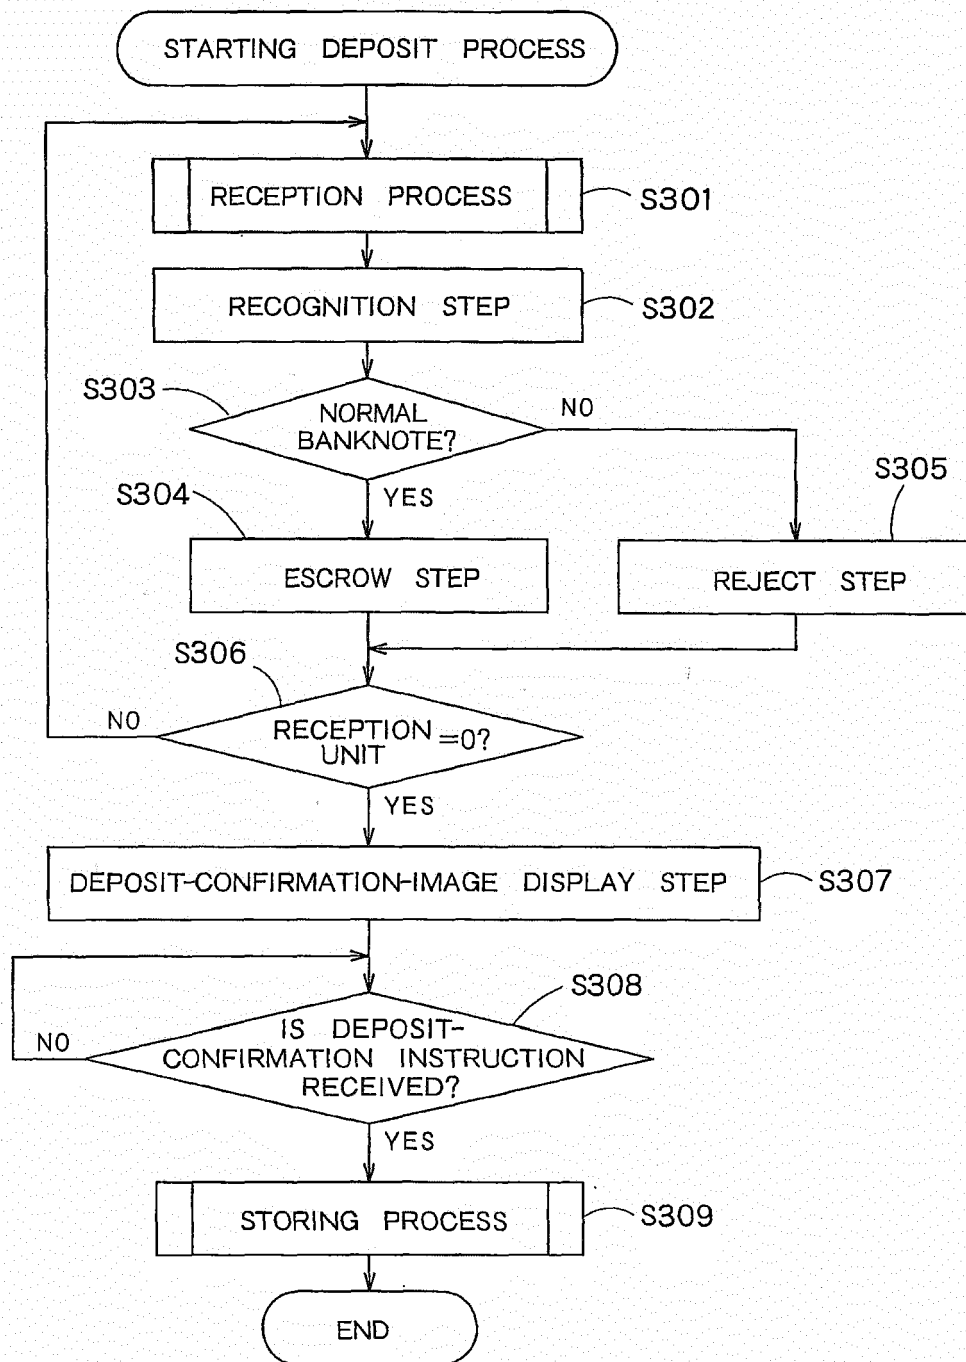 STARTING DEPOSIT PROCESS
RECEPTION PROCESS
S301
RECOGNITION STEP
S302
S303
NORMAL
BANKNOTE?
NO
YES
S304
S305
ESCROW STEP
REJECT STEP
S306
NO
RECEPTION
UNIT
=0?
YES
DEPOSIT-CONFIRMATION-IMAGE DISPLAY STEP
S307
S308
NO
IS DEPOSIT-
CONFIRMATION INSTRUCTION
RECEIVED?
YES
STORING PROCESS
S309
END